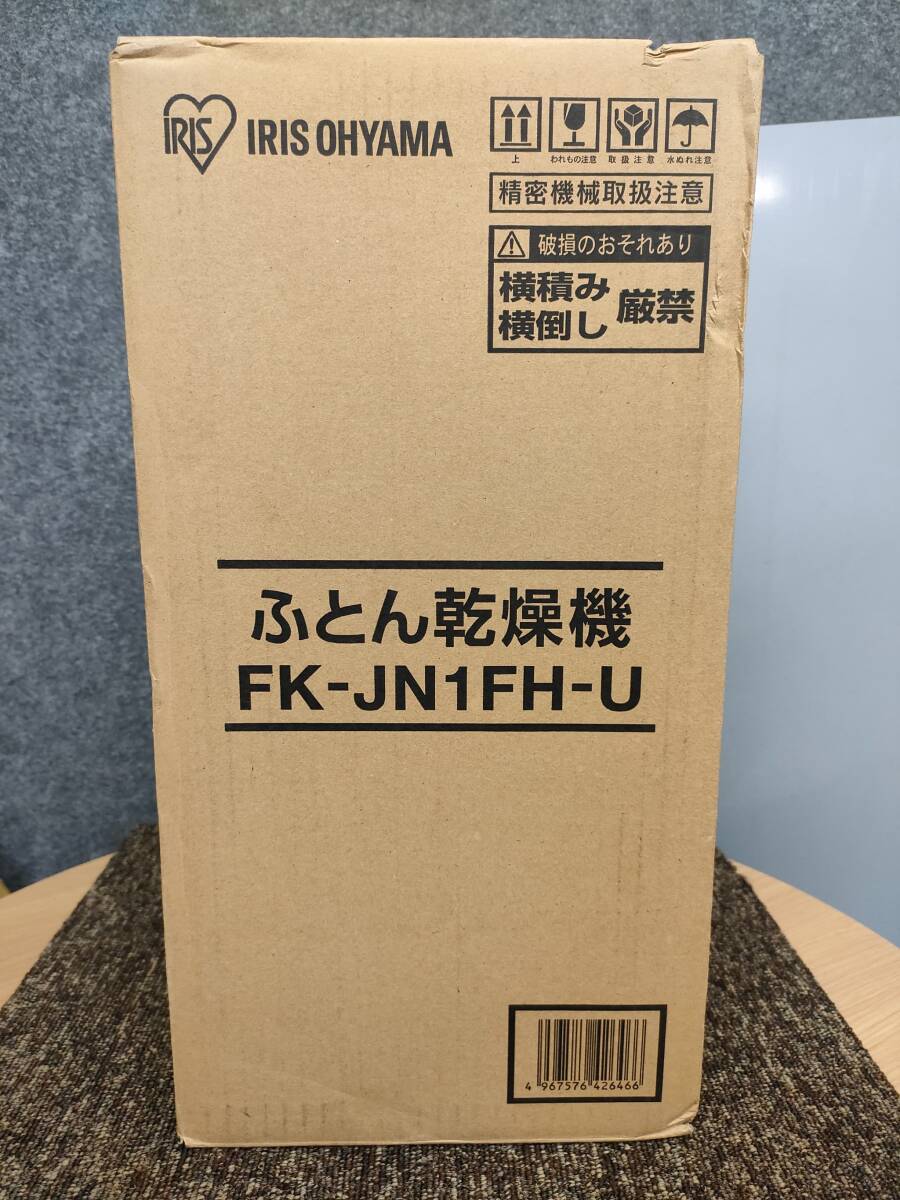 IRIS
IRIS OHYAMA
上 われもの注意 取扱注意 水ぬれ注意
精密機械取扱注意
破損のおそれあり
横積み
横倒し
厳禁
ふとん乾燥機
FK-JN1FH-U
4 967576 426466